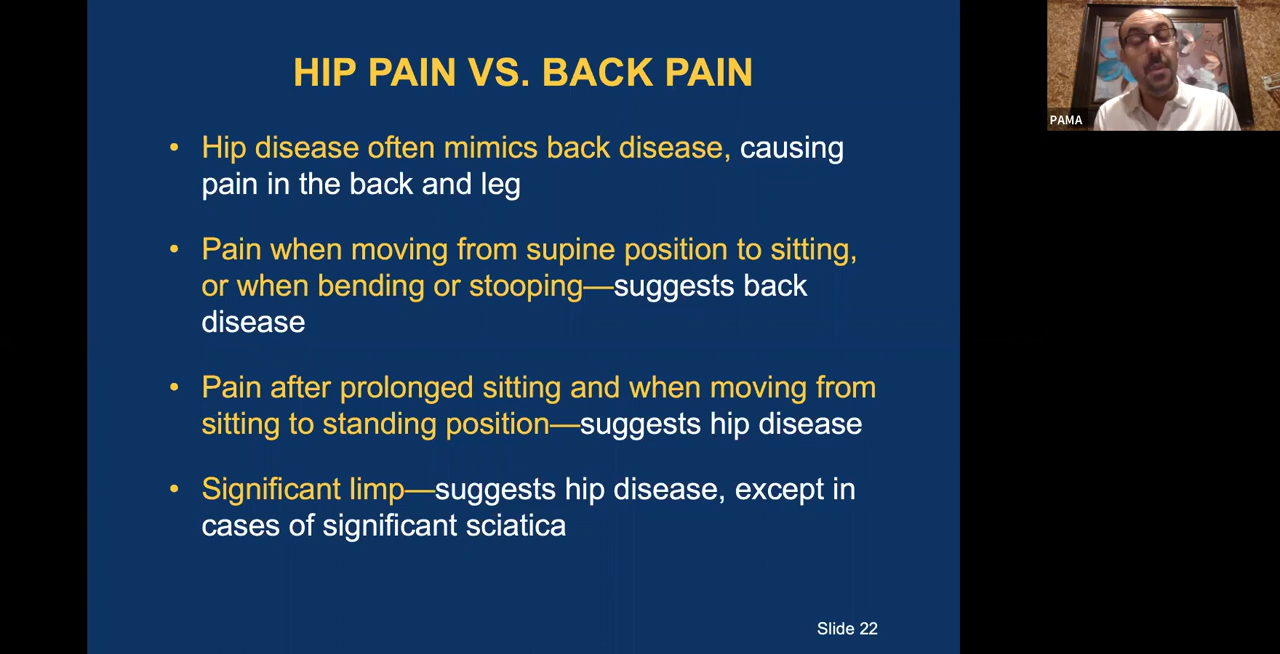 HIP PAIN VS. BACK PAIN
• Hip disease often mimics back disease, causing
pain in the back and leg
• Pain when moving from supine position to sitting,
or when bending or stooping—suggests back
disease
• Pain after prolonged sitting and when moving from
sitting to standing position—suggests hip disease
• Significant limp—suggests hip disease, except in
cases of significant sciatica
Slide 22
PAMA